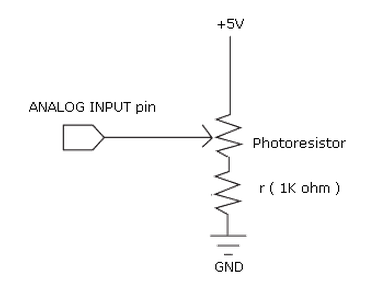 +5V
ANALOG INPUT pin
Photoresistor
r ( 1K ohm )
GND